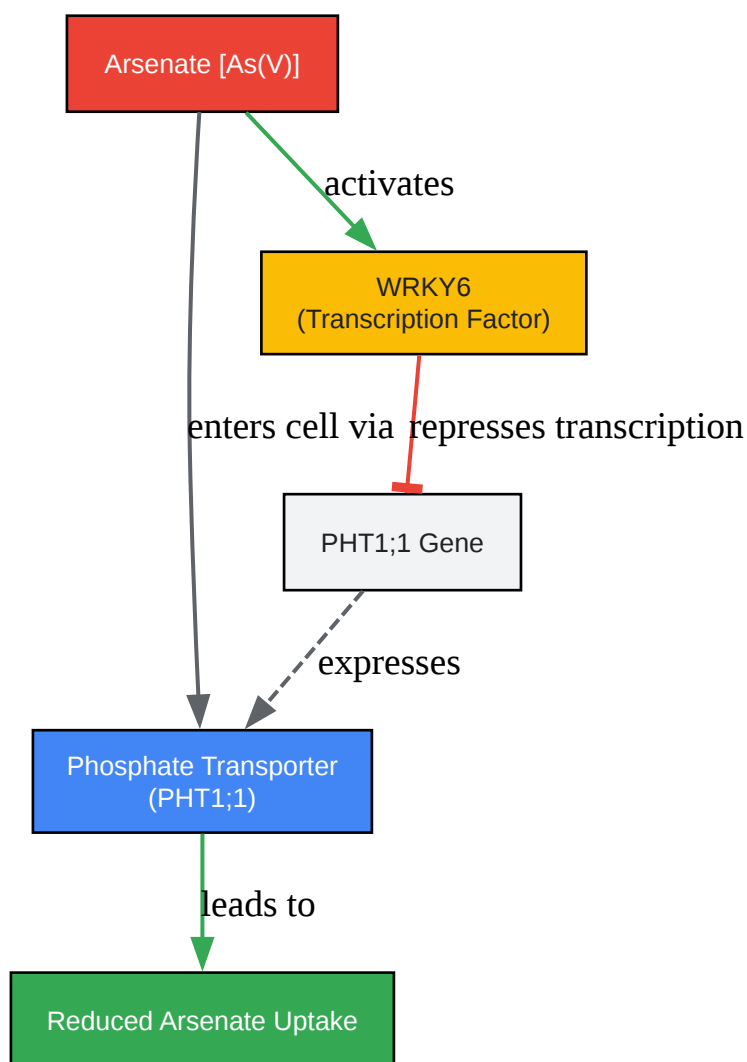 Arsenate [As(V)]
activates
WRKY6
(Transcription Factor)
enters cell via
represses transcription
PHT1;1 Gene
expresses
Phosphate Transporter
(PHT1;1)
leads to
Reduced Arsenate Uptake